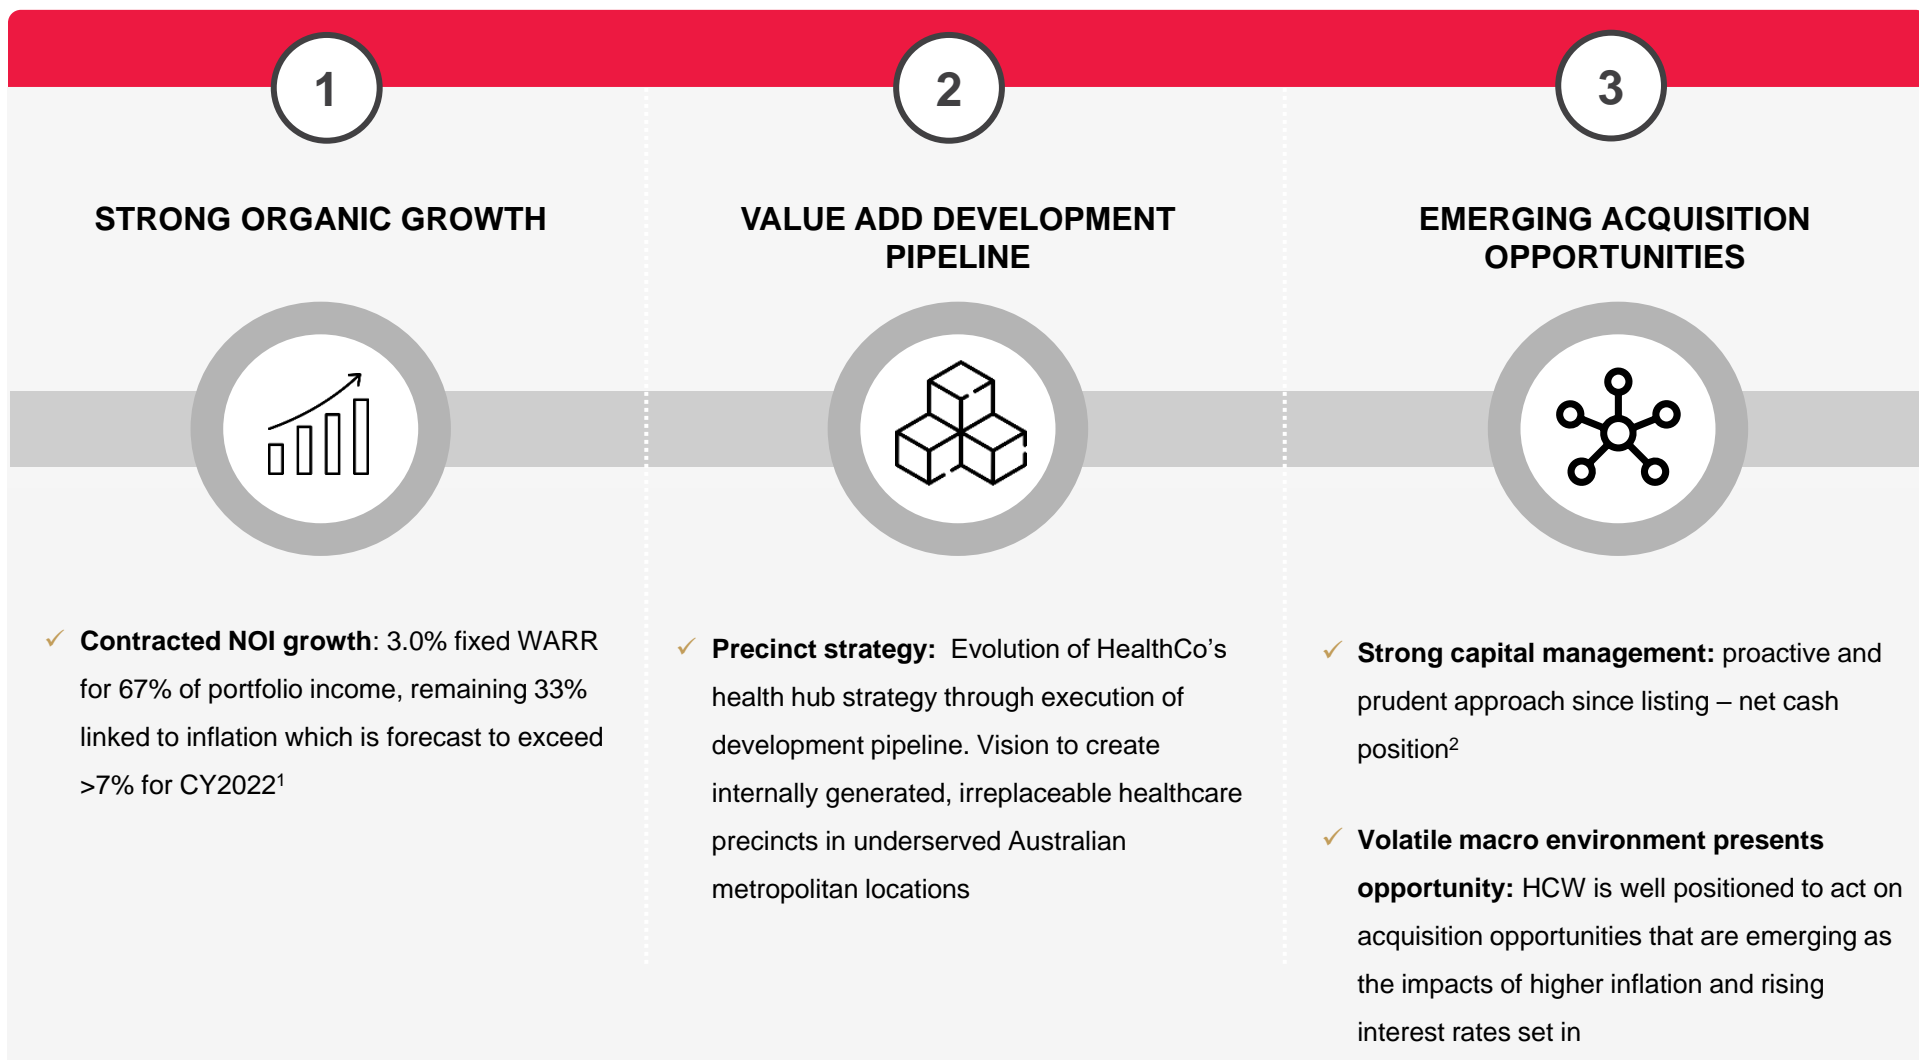 1
STRONG ORGANIC GROWTH
✓ Contracted NOI growth: 3.0% fixed WARR
for 67% of portfolio income, remaining 33%
linked to inflation which is forecast to exceed
>7% for CY2022¹
2
VALUE ADD DEVELOPMENT
PIPELINE
✓ Precinct strategy: Evolution of HealthCo’s
health hub strategy through execution of
development pipeline. Vision to create
internally generated, irreplaceable healthcare
precincts in underserved Australian
metropolitan locations
3
EMERGING ACQUISITION
OPPORTUNITIES
✓ Strong capital management: proactive and
prudent approach since listing – net cash
position²
✓ Volatile macro environment presents
opportunity: HCW is well positioned to act on
acquisition opportunities that are emerging as
the impacts of higher inflation and rising
interest rates set in